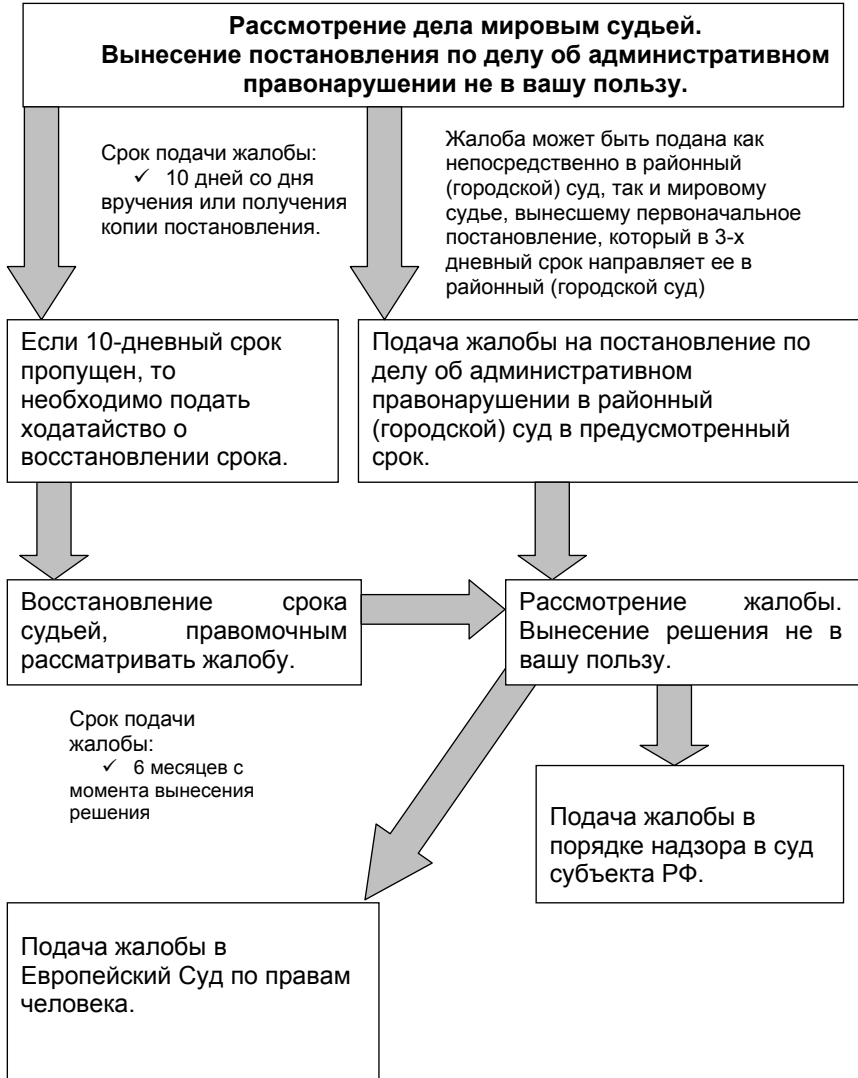 Рассмотрение дела мировым судьей.
Вынесение постановления по делу об административном
правонарушении не в вашу пользу.
Срок подачи жалобы:
✓ 10 дней со дня
вручения или получения
копии постановления.
Жалоба может быть подана как
непосредственно в районный
(городской) суд, так и мировому
судье, вынесшему первоначальное
постановление, который в 3-х
дневный срок направляет ее в
районный (городской суд)
Если 10-дневный срок
пропущен, то
необходимо подать
ходатайство о
восстановлении срока.
Подача жалобы на постановление по
делу об административном
правонарушении в районный
(городской) суд в предусмотренный
срок.
Восстановление срока
судьей, правомочным
рассматривать жалобу.
Рассмотрение жалобы.
Вынесение решения не в
вашу пользу.
Срок подачи
жалобы:
✓ 6 месяцев с
момента вынесения
решения
Подача жалобы в
порядке надзора в суд
субъекта РФ.
Подача жалобы в
Европейский Суд по правам
человека.